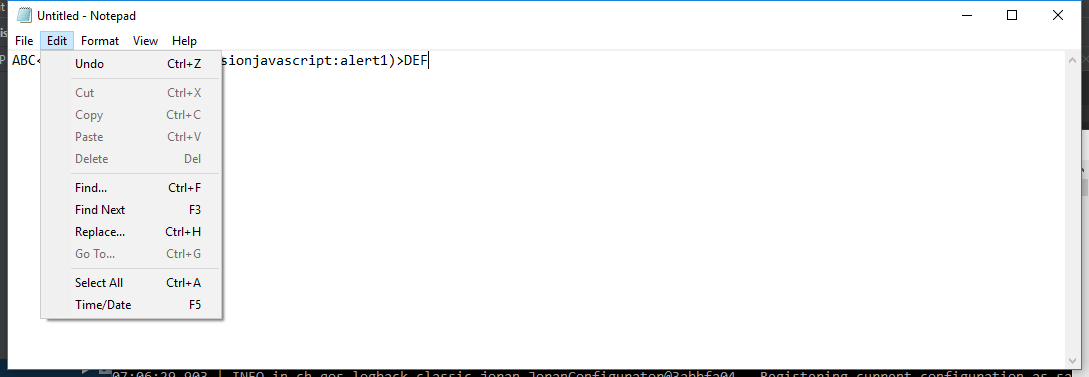 Untitled - Notepad
File Edit Format View Help
ABC< sionjavascript:alert1)>DEF
Undo Ctrl+Z
Cut Ctrl+X
Copy Ctrl+C
Paste Ctrl+V
Delete Del
Find... Ctrl+F
Find Next F3
Replace... Ctrl+H
Go To... Ctrl+G
Select All Ctrl+A
Time/Date F5
07:06:29,903 | INFO in ch.qos.logback.classic.joran.JoranConfigurator@3abbfa04 - Registering current configuration as sa